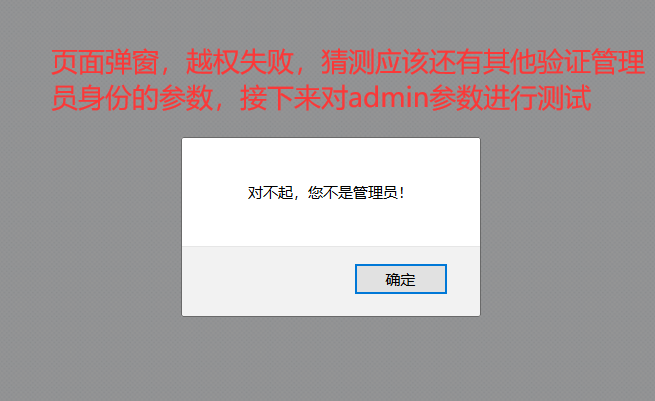 页面弹窗，越权失败，猜测应该还有其他验证管理
员身份的参数，接下来对admin参数进行测试
对不起，您不是管理员！
确定